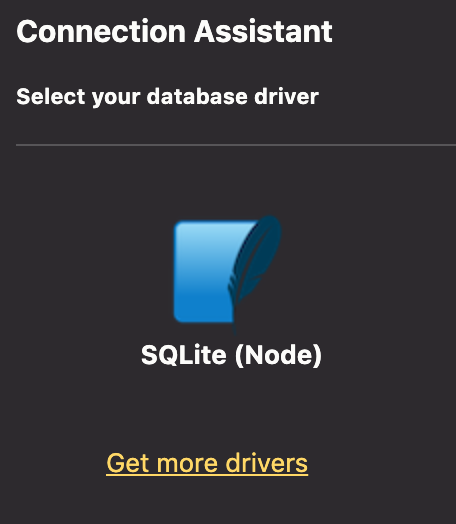 Connection Assistant
Select your database driver
SQLite (Node)
Get more drivers